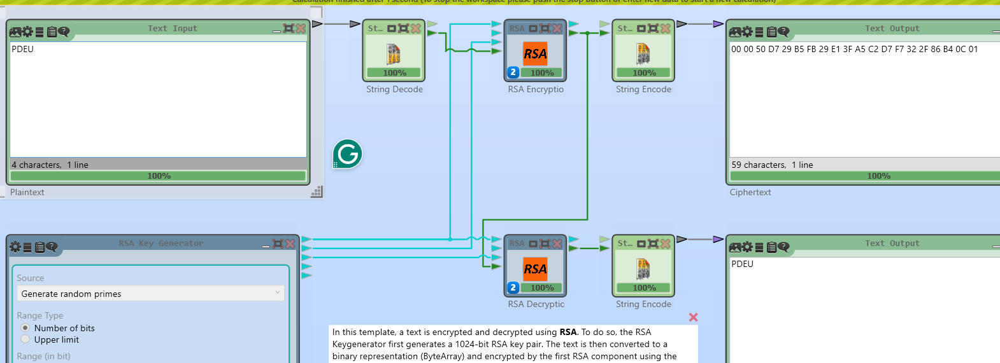 Calculation finished after 1 second (To stop the workspace please push the stop button or enter new data to start a new calculation)
Text Input
PDEU
4 characters, 1 line
100%
Plaintext
St...
100%
String Decode
RSA
RSA
2
100%
RSA Encryptio
St...
100%
String Encode
Text Output
00 00 50 D7 29 B5 FB 29 E1 3F A5 C2 D7 F7 32 2F 86 B4 0C 01
59 characters, 1 line
100%
Ciphertext
G
RSA Key Generator
Source
Generate random primes
Range Type
Number of bits
Upper limit
Range (in bit)
RSA
RSA
2
100%
RSA Decryptic
St...
100%
String Encode
Text Output
PDEU
In this template, a text is encrypted and decrypted using RSA. To do so, the RSA
Keygenerator first generates a 1024-bit RSA key pair. The text is then converted to a
binary representation (ByteArray) and encrypted by the first RSA component using the